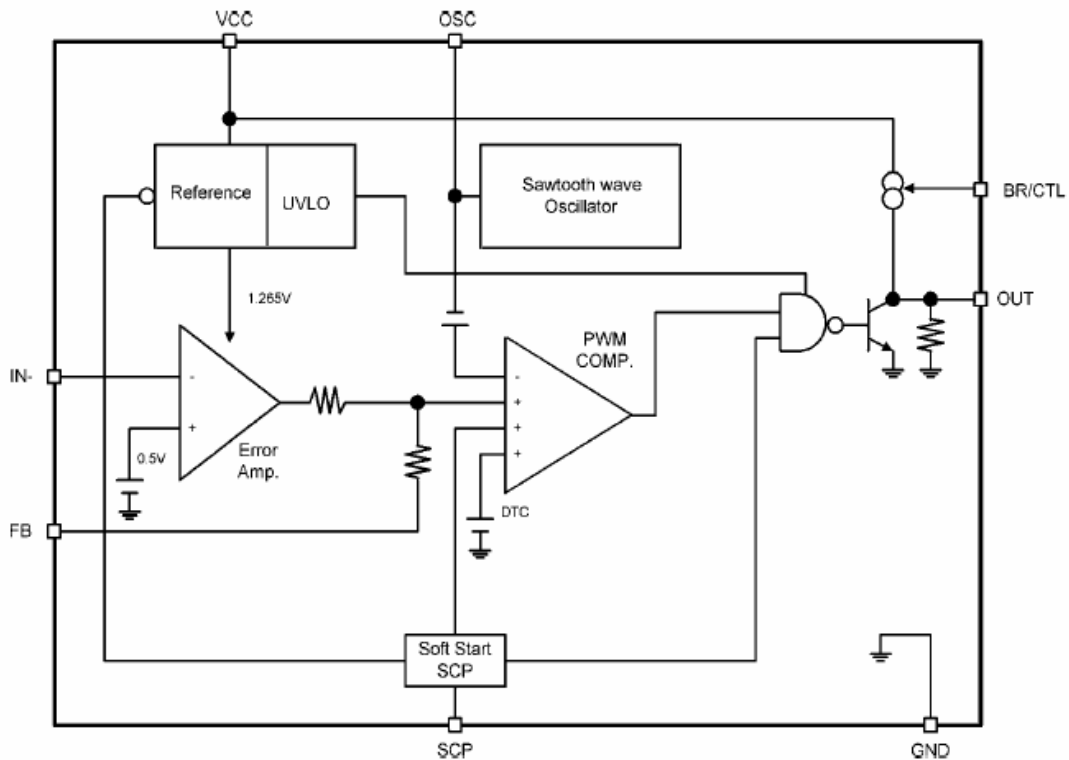 VCC
OSC
Reference
UVLO
Sawtooth wave
Oscillator
BR/CTL
1.265V
OUT
PWM
COMP.
IN-
-
-
+
+
+
+
0.5V
Error
Amp.
DTC
FB
Soft Start
SCP
SCP
GND